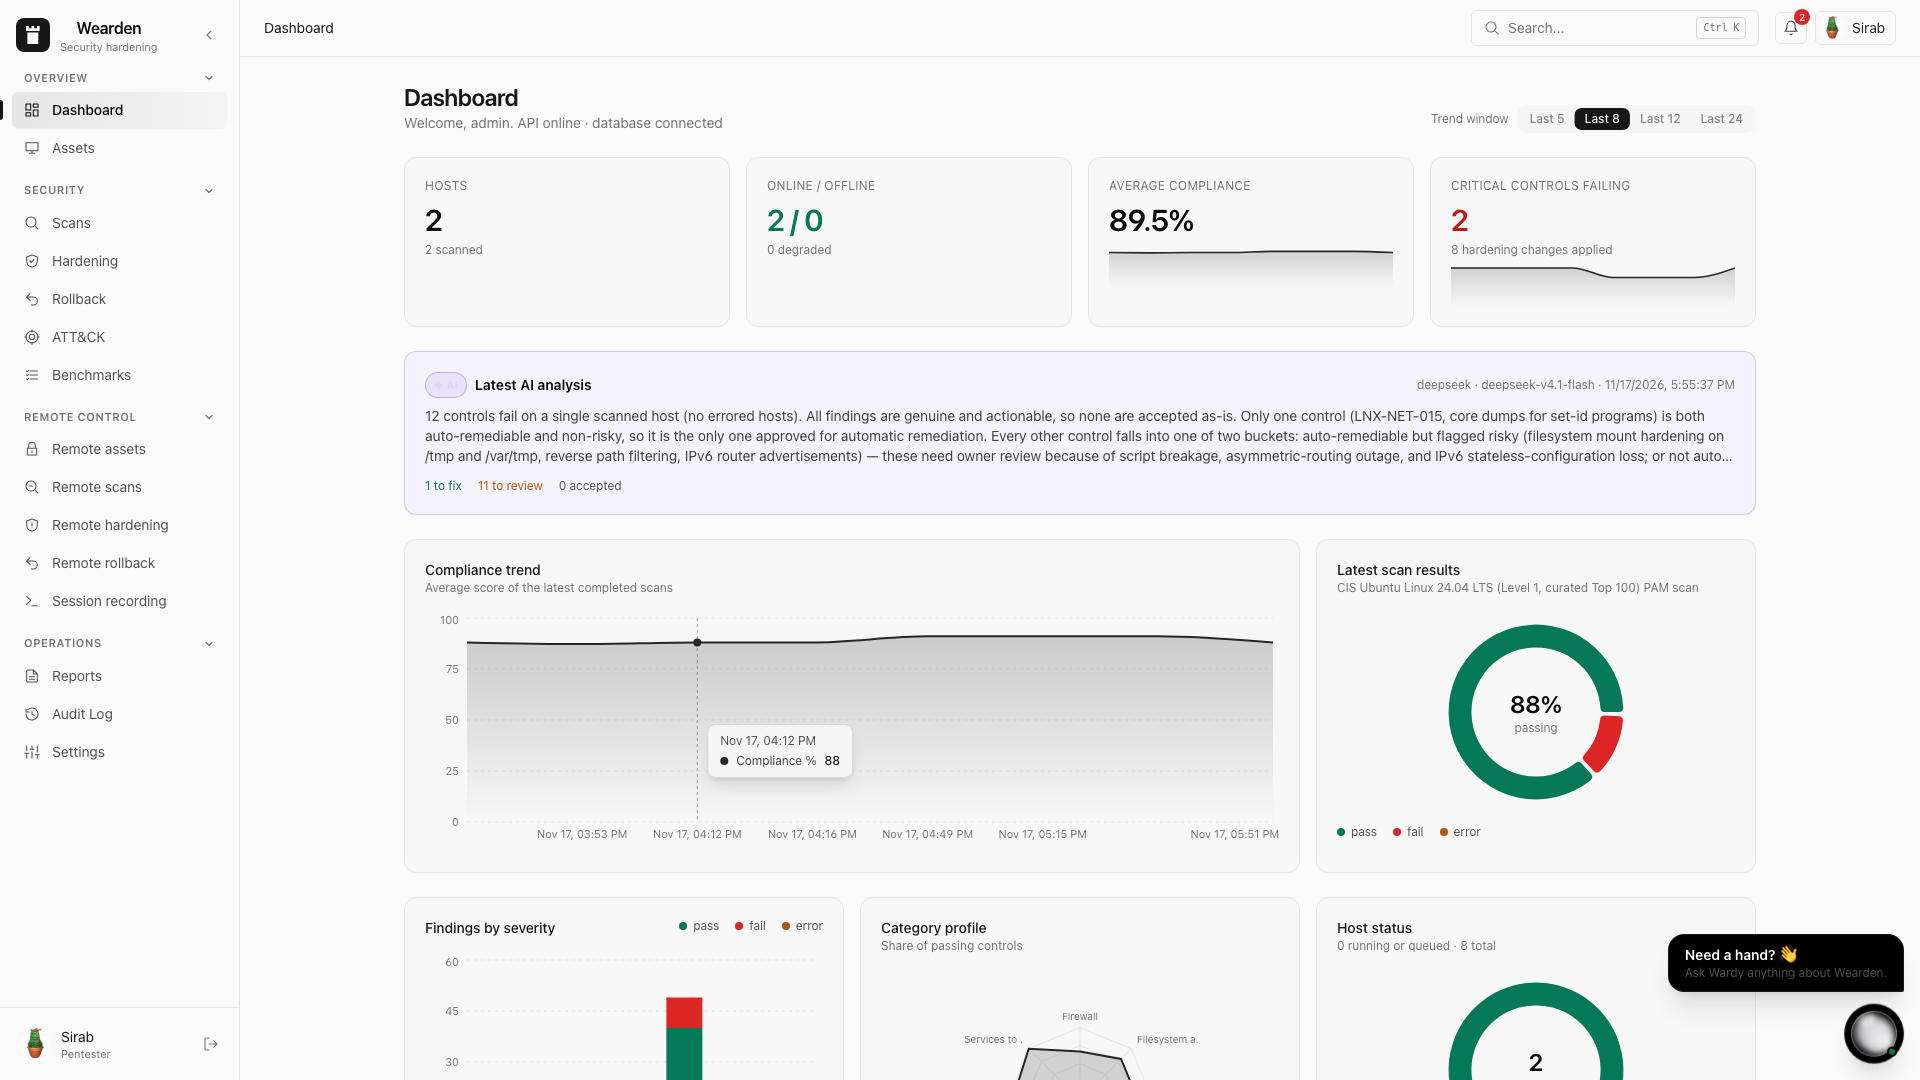 Wearden
Security hardening
OVERVIEW
Dashboard
Assets
SECURITY
Scans
Hardening
Rollback
ATT&CK
Benchmarks
REMOTE CONTROL
Remote assets
Remote scans
Remote hardening
Remote rollback
Session recording
OPERATIONS
Reports
Audit Log
Settings
Sirab
Pentester
Dashboard
Search...
Ctrl K
2
Sirab
Dashboard
Welcome, admin. API online · database connected
Trend window
Last 5
Last 8
Last 12
Last 24
HOSTS
2
2 scanned
ONLINE / OFFLINE
2 / 0
0 degraded
AVERAGE COMPLIANCE
89.5%
CRITICAL CONTROLS FAILING
2
8 hardening changes applied
AI
Latest AI analysis
deepseek · deepseek-v4.1-flash · 11/17/2026, 5:55:37 PM
12 controls fail on a single scanned host (no errored hosts). All findings are genuine and actionable, so none are accepted as-is. Only one control (LNX-NET-015, core dumps for set-id programs) is both
auto-remediable and non-risky, so it is the only one approved for automatic remediation. Every other control falls into one of two buckets: auto-remediable but flagged risky (filesystem mount hardening on
/tmp and /var/tmp, reverse path filtering, IPv6 router advertisements) — these need owner review because of script breakage, asymmetric-routing outage, and IPv6 stateless-configuration loss; or not auto...
1 to fix
11 to review
0 accepted
Compliance trend
Average score of the latest completed scans
100
75
50
25
0
Nov 17, 04:12 PM
Compliance % 88
Nov 17, 03:53 PM
Nov 17, 04:12 PM
Nov 17, 04:16 PM
Nov 17, 04:49 PM
Nov 17, 05:15 PM
Nov 17, 05:51 PM
Latest scan results
CIS Ubuntu Linux 24.04 LTS (Level 1, curated Top 100) PAM scan
88%
passing
pass
fail
error
Findings by severity
pass
fail
error
60
45
30
Category profile
Share of passing controls
Firewall
Services to .
Filesystem a.
Host status
0 running or queued · 8 total
2
Need a hand? 👋
Ask Wardy anything about Wearden.